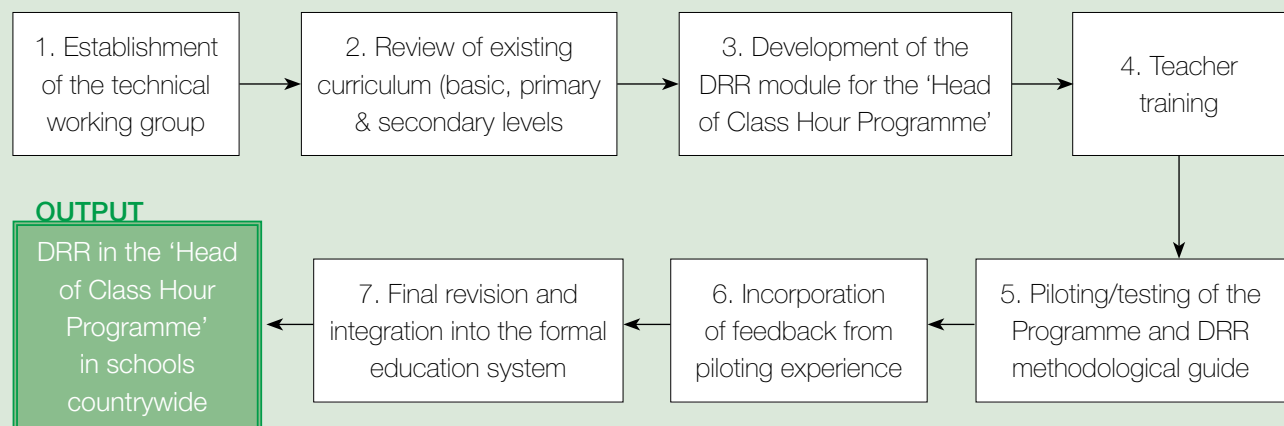 1. Establishment
of the technical
working group
2. Review of existing
curriculum (basic, primary
& secondary levels
3. Development of the
DRR module for the ‘Head
of Class Hour Programme’
4. Teacher
training
5. Piloting/testing of the
Programme and DRR
methodological guide
6. Incorporation
of feedback from
piloting experience
7. Final revision and
integration into the formal
education system
OUTPUT
DRR in the ‘Head
of Class Hour
Programme’
in schools
countrywide